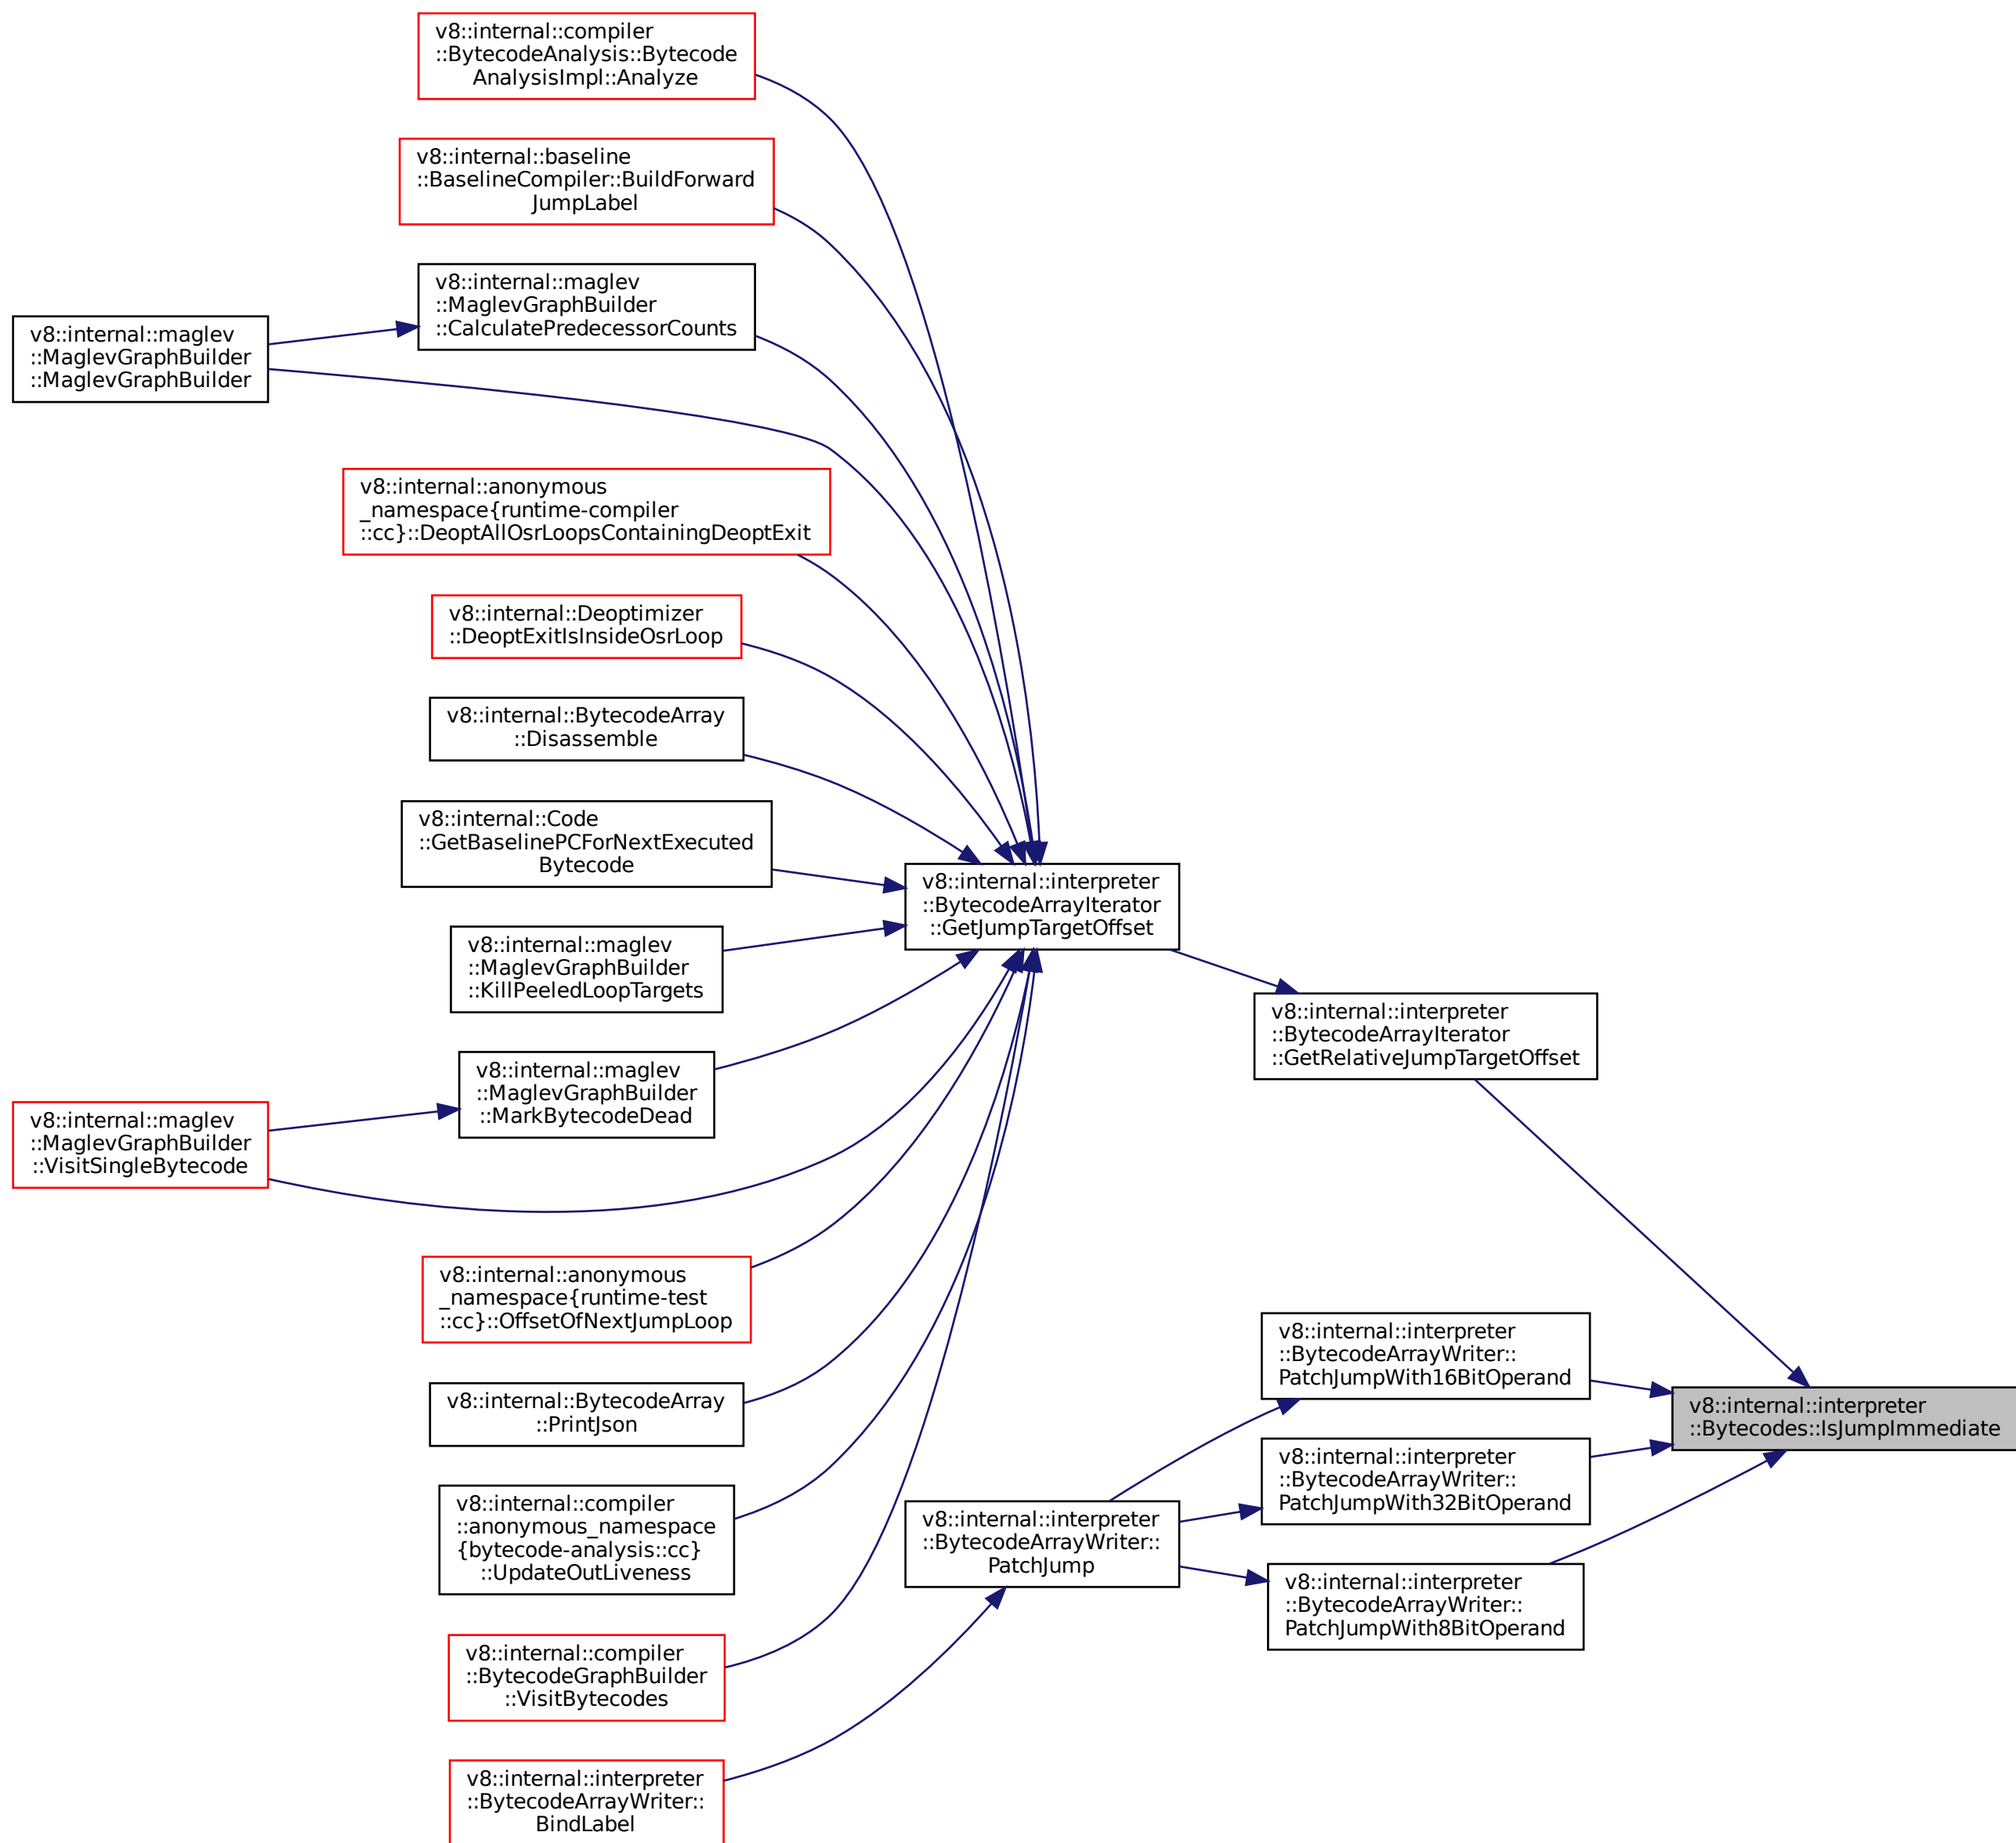 v8::internal::compiler
::BytecodeAnalysis::Bytecode
AnalysisImpl::Analyze
v8::internal::baseline
::BaselineCompiler::BuildForward
JumpLabel
v8::internal::maglev
::MaglevGraphBuilder
::CalculatePredecessorCounts
v8::internal::maglev
::MaglevGraphBuilder
::MaglevGraphBuilder
v8::internal::anonymous
_namespace{runtime-compiler
::cc}::DeoptAllOsrLoopsContainingDeoptExit
v8::internal::Deoptimizer
::DeoptExitIsInsideOsrLoop
v8::internal::BytecodeArray
::Disassemble
v8::internal::Code
::GetBaselinePCForNextExecuted
Bytecode
v8::internal::interpreter
::BytecodeArrayIterator
::GetJumpTargetOffset
v8::internal::maglev
::MaglevGraphBuilder
::KillPeeledLoopTargets
v8::internal::interpreter
::BytecodeArrayIterator
::GetRelativeJumpTargetOffset
v8::internal::maglev
::MaglevGraphBuilder
::MarkBytecodeDead
v8::internal::maglev
::MaglevGraphBuilder
::VisitSingleBytecode
v8::internal::anonymous
_namespace{runtime-test
::cc}::OffsetOfNextJumpLoop
v8::internal::interpreter
::BytecodeArrayWriter::
PatchJumpWith16BitOperand
v8::internal::BytecodeArray
::PrintJson
v8::internal::interpreter
::Bytecodes::IsJumpImmediate
v8::internal::interpreter
::BytecodeArrayWriter::
PatchJumpWith32BitOperand
v8::internal::compiler
::anonymous_namespace
{bytecode-analysis::cc}
::UpdateOutLiveness
v8::internal::interpreter
::BytecodeArrayWriter::
PatchJump
v8::internal::interpreter
::BytecodeArrayWriter::
PatchJumpWith8BitOperand
v8::internal::compiler
::BytecodeGraphBuilder
::VisitBytecodes
v8::internal::interpreter
::BytecodeArrayWriter::
BindLabel